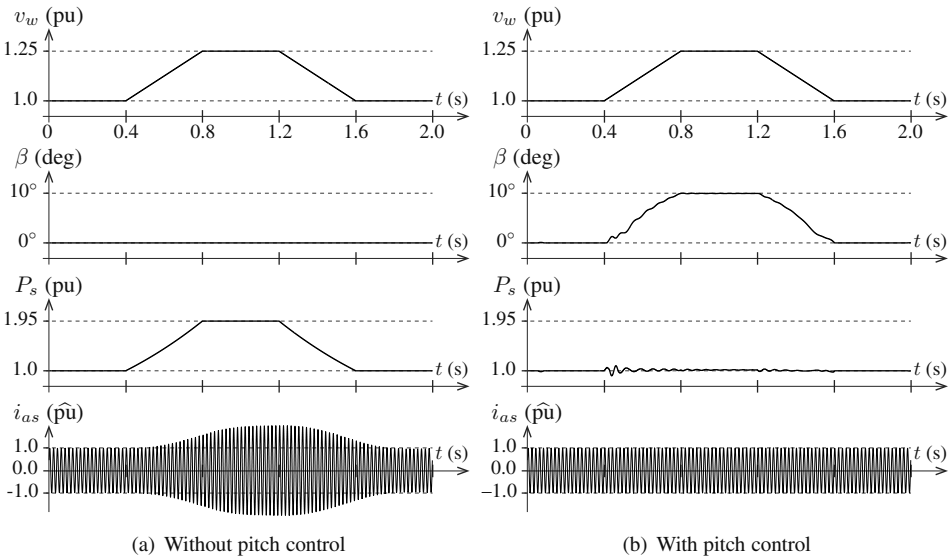 v_w (pu)
1.25
1.0
t (s)
0 0.4 0.8 1.2 1.6 2.0
β (deg)
10°
0°
t (s)
P_s (pu)
1.95
1.0
t (s)
i_as (p͡u)
1.0
0.0
-1.0
t (s)
(a) Without pitch control
v_w (pu)
1.25
1.0
t (s)
0 0.4 0.8 1.2 1.6 2.0
β (deg)
10°
0°
t (s)
P_s (pu)
1.95
1.0
t (s)
i_as (p͡u)
1.0
0.0
−1.0
t (s)
(b) With pitch control